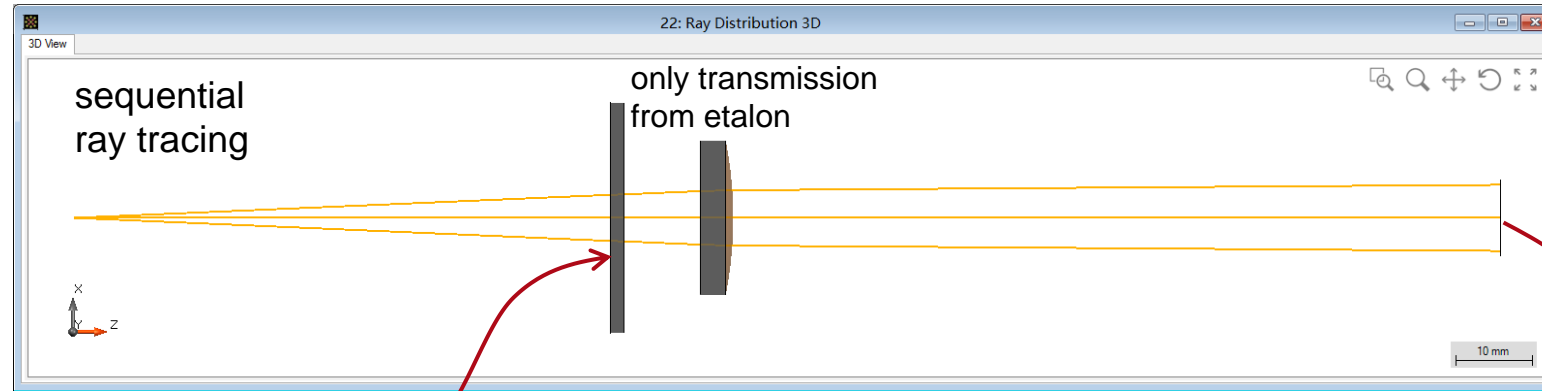 22: Ray Distribution 3D
3D View
sequential
ray tracing
only transmission
from etalon
X
Y
Z
10 mm